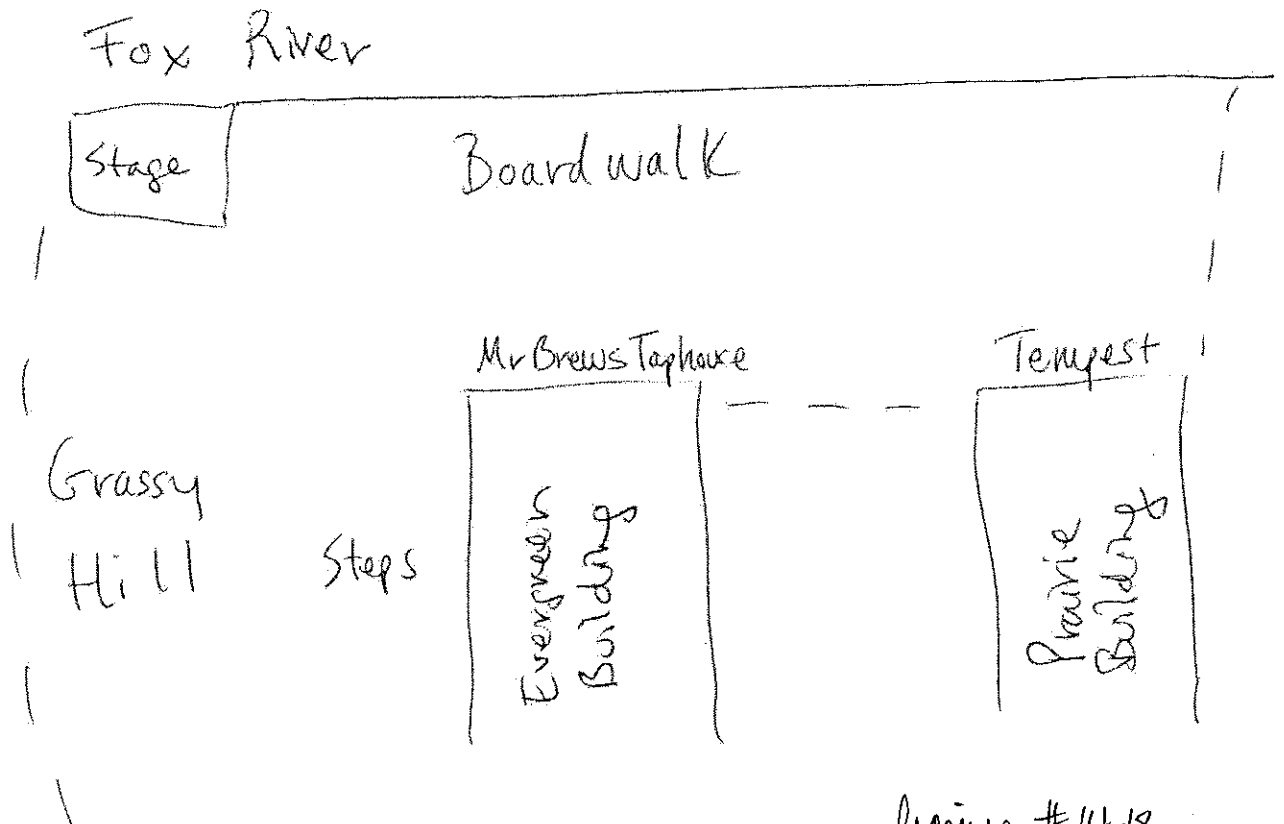 Fox River
Stage
Boardwalk
Mr Brews Taphouse
Tempest
Grassy
Hill
Steps
Evergreen
Building
Prairie
Building